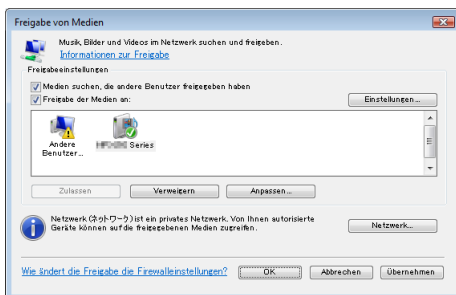 Freigabe von Medien
Musik, Bilder und Videos im Netzwerk suchen und freigeben.
Informationen zur Freigabe
Freigabeeinstellungen
Medien suchen, die andere Benutzer freigegeben haben
Freigabe der Medien an:
Einstellungen...
Andere
Benutzer...
Series
Zulassen
Verweigern
Anpassen...
Netzwerk (ネットワーク) ist ein privates Netzwerk. Von Ihnen autorisierte
Geräte können auf die freigegebenen Medien zugreifen.
Netzwerk...
Wie ändert die Freigabe die Firewalleinstellungen?
OK
Abbrechen
Übernehmen